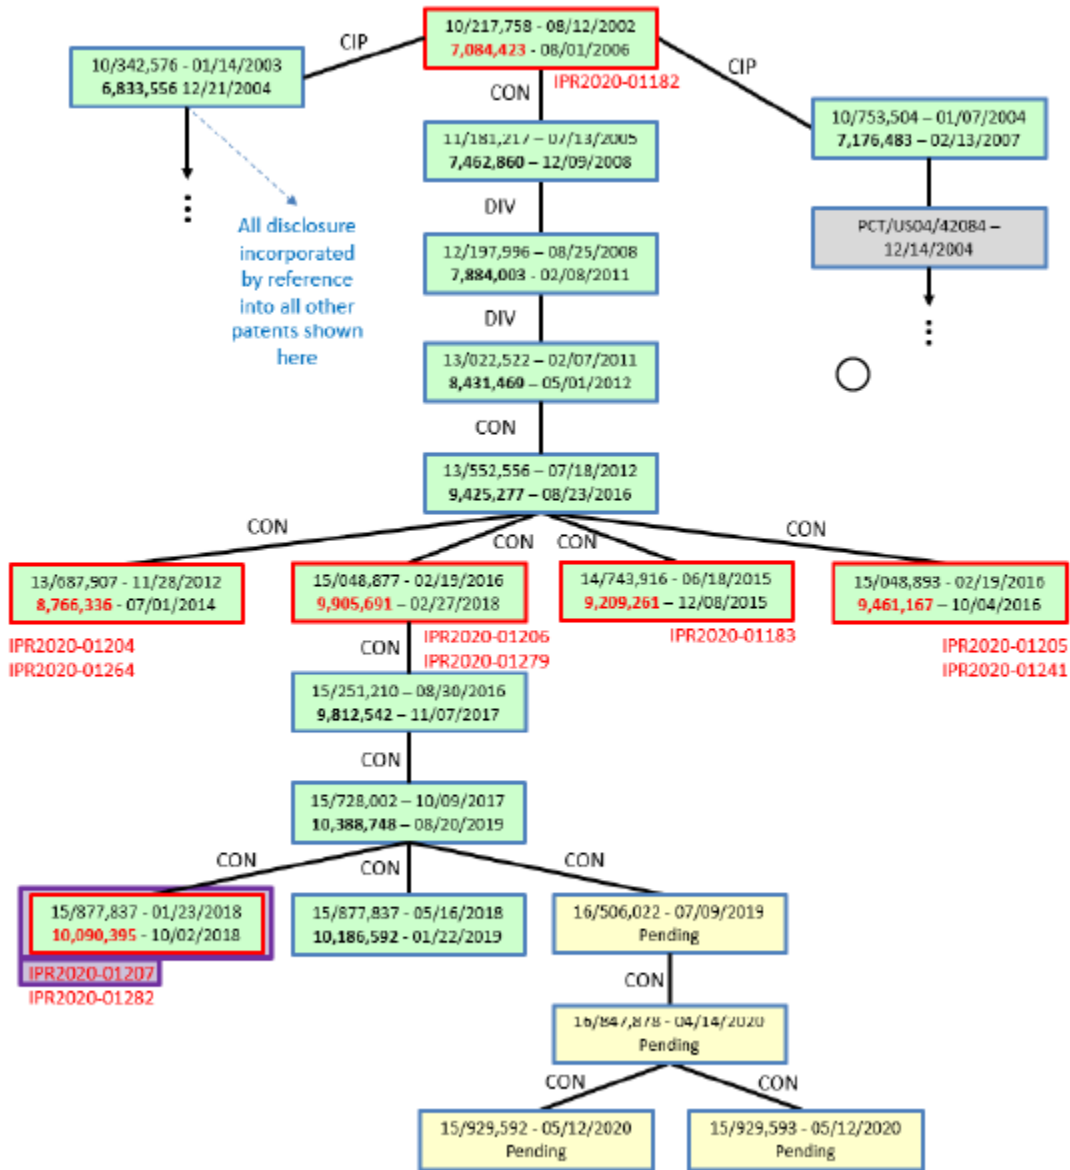 10/217,758 - 08/12/2002
7,084,423 - 08/01/2006
IPR2020-01182
CIP
10/342,576 - 01/14/2003
6,833,556 12/21/2004
⋮
All disclosure
incorporated
by reference
into all other
patents shown
here
CIP
10/753,504 – 01/07/2004
7,176,483 – 02/13/2007
PCT/US04/42084 –
12/14/2004
⋮
CON
11/181,217 - 07/13/2005
7,462,860 – 12/09/2008
DIV
12/197,996 – 08/25/2008
7,884,003 - 02/08/2011
DIV
13/022,522 – 02/07/2011
8,431,469 – 05/01/2012
CON
13/552,556 – 07/18/2012
9,425,277 – 08/23/2016
CON
CON
CON
CON
13/687,907 - 11/28/2012
8,766,336 - 07/01/2014
IPR2020-01204
IPR2020-01264
15/048,877 - 02/19/2016
9,905,691 – 02/27/2018
IPR2020-01206
IPR2020-01279
14/743,916 - 06/18/2015
9,209,261 – 12/08/2015
IPR2020-01183
15/048,893 - 02/19/2016
9,461,167 – 10/04/2016
IPR2020-01205
IPR2020-01241
CON
15/251,210 – 08/30/2016
9,812,542 – 11/07/2017
CON
15/728,002 – 10/09/2017
10,388,748 – 08/20/2019
CON
CON
CON
15/877,837 - 01/23/2018
10,090,395 - 10/02/2018
IPR2020-01207
IPR2020-01282
15/877,837 - 05/16/2018
10,186,592 – 01/22/2019
16/506,022 - 07/09/2019
Pending
CON
16/847,878 - 04/14/2020
Pending
CON
CON
15/929,592 - 05/12/2020
Pending
15/929,593 - 05/12/2020
Pending